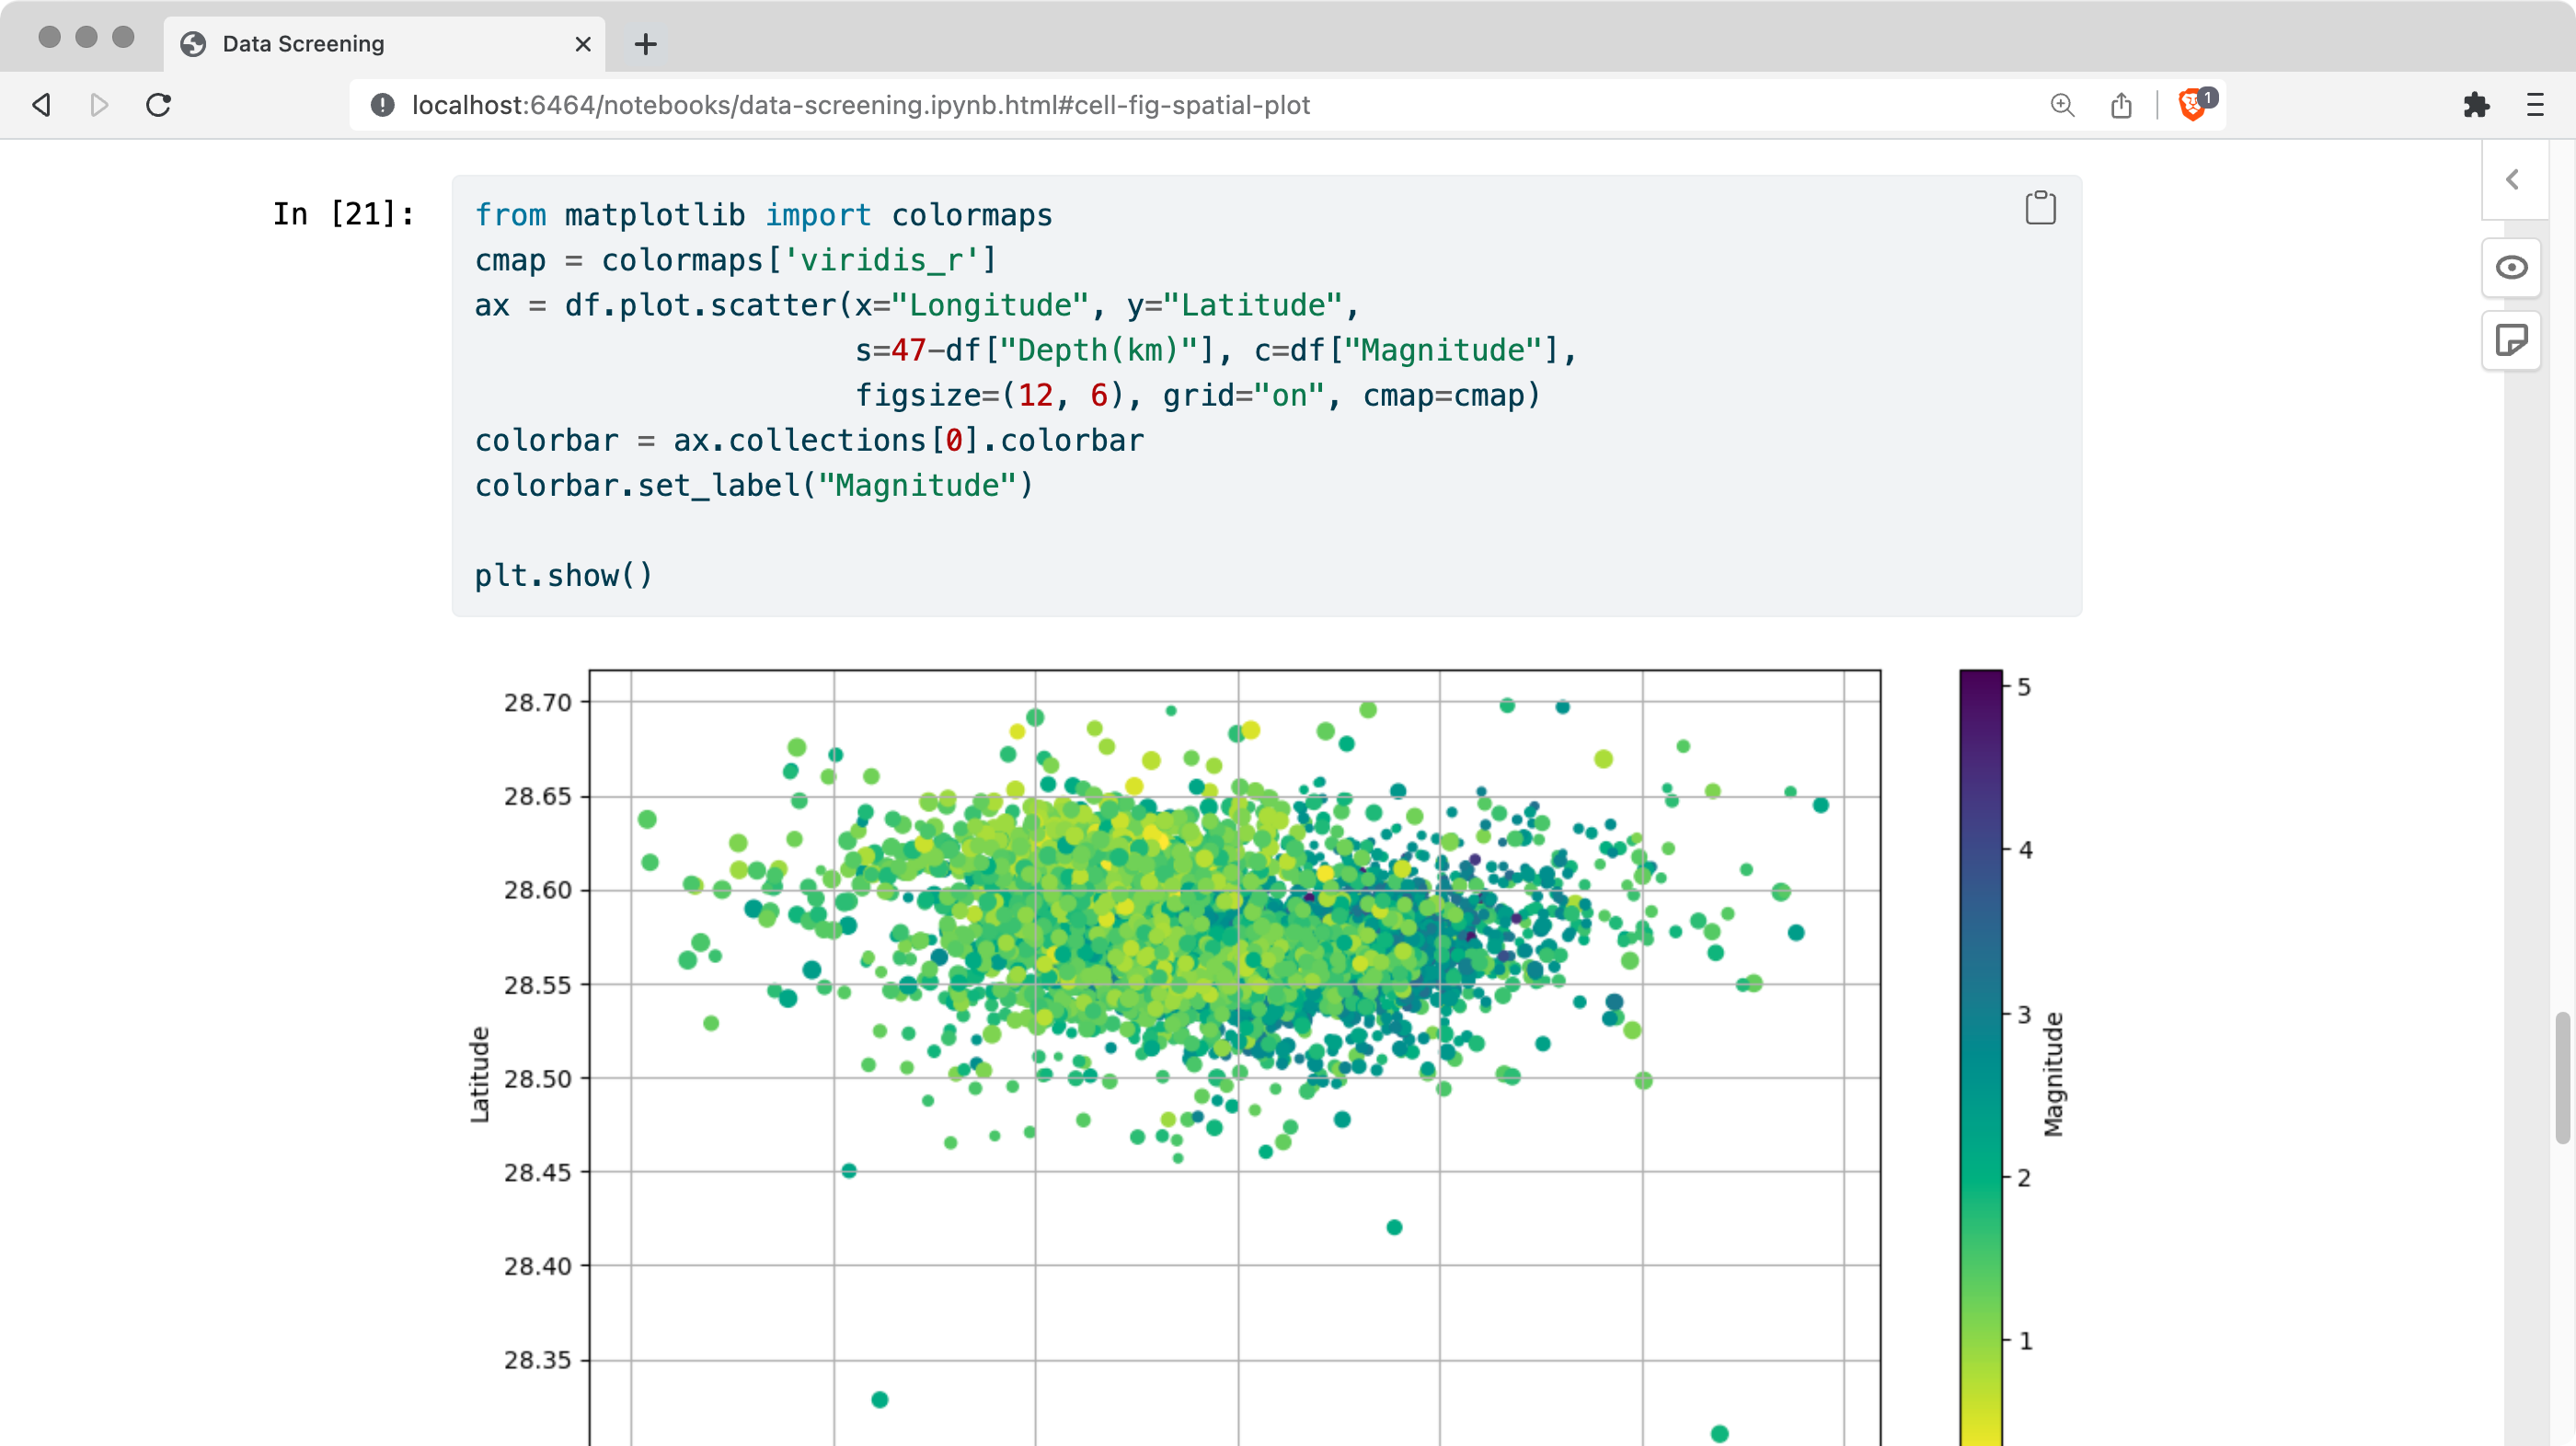 Data Screening
localhost:6464/notebooks/data-screening.ipynb.html#cell-fig-spatial-plot
1
In [21]:
from matplotlib import colormaps
cmap = colormaps['viridis_r']
ax = df.plot.scatter(x="Longitude", y="Latitude",
s=47-df["Depth(km)"], c=df["Magnitude"],
figsize=(12, 6), grid="on", cmap=cmap)
colorbar = ax.collections[0].colorbar
colorbar.set_label("Magnitude")
plt.show()
28.70
28.65
28.60
28.55
28.50
28.45
28.40
28.35
Latitude
5
4
3
2
1
Magnitude